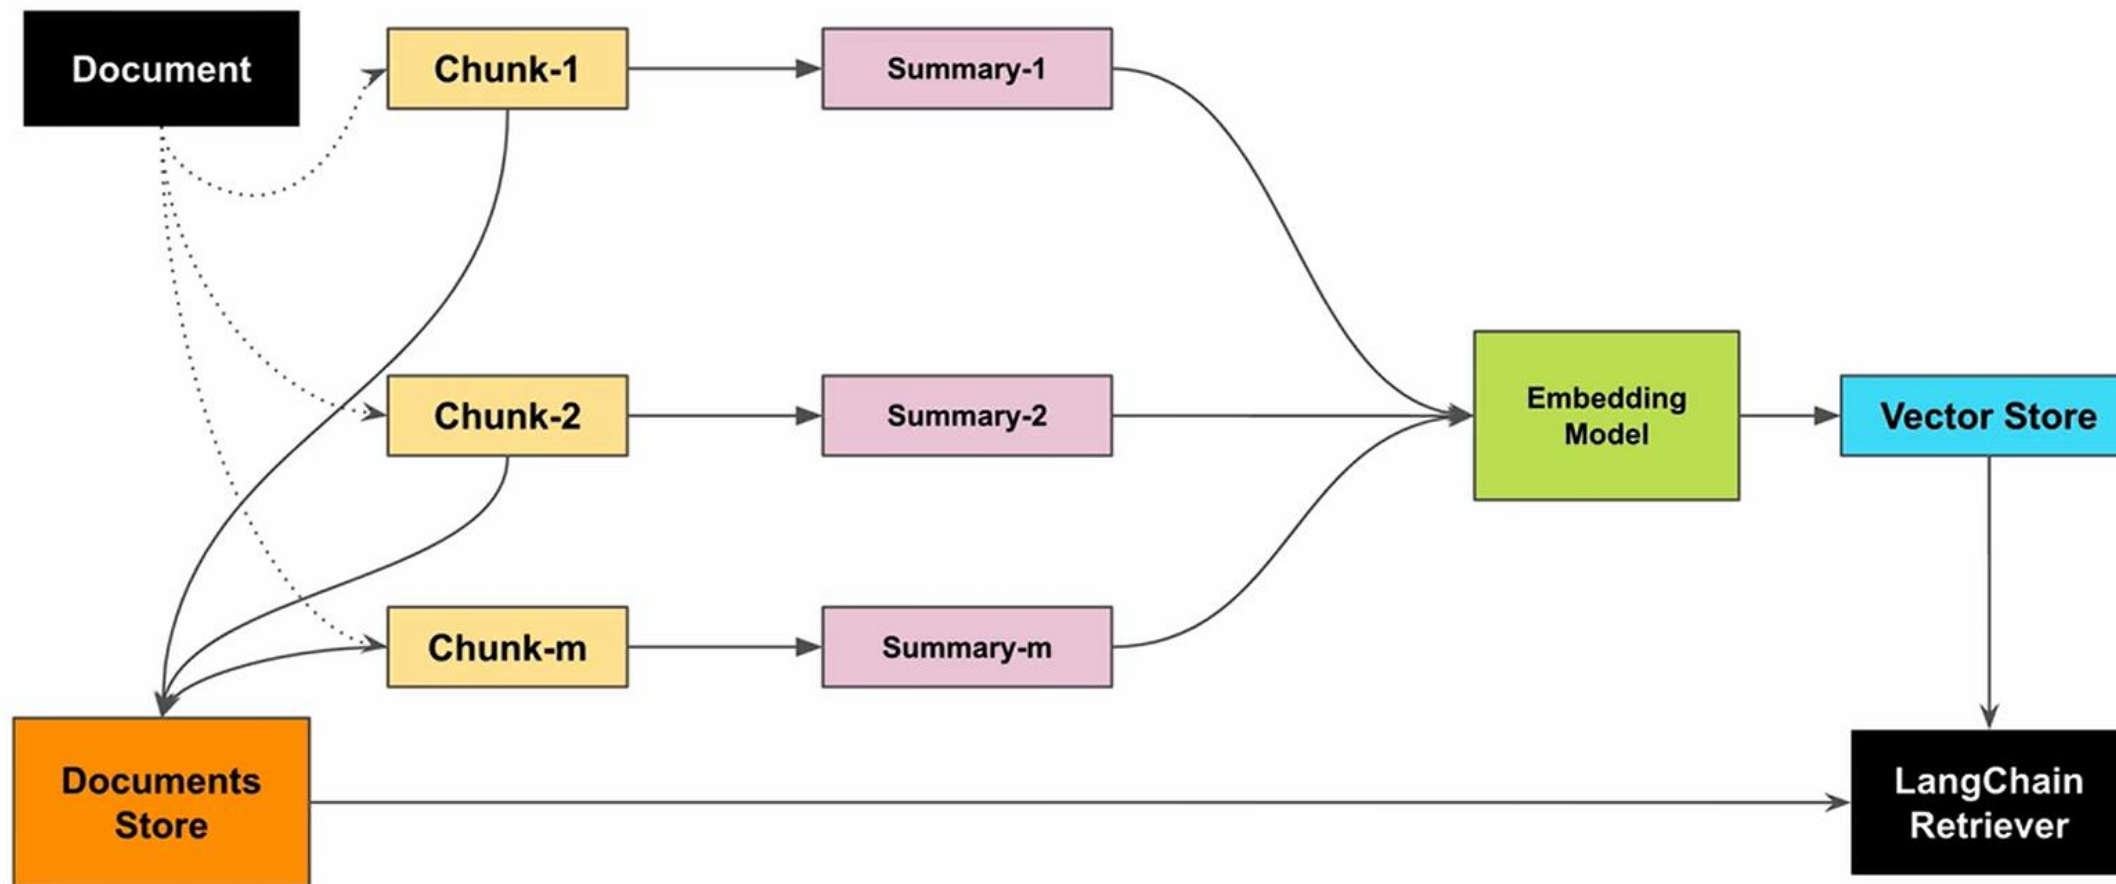 Document
Chunk-1
Summary-1
Chunk-2
Summary-2
Embedding
Model
Vector Store
Chunk-m
Summary-m
Documents
Store
LangChain
Retriever